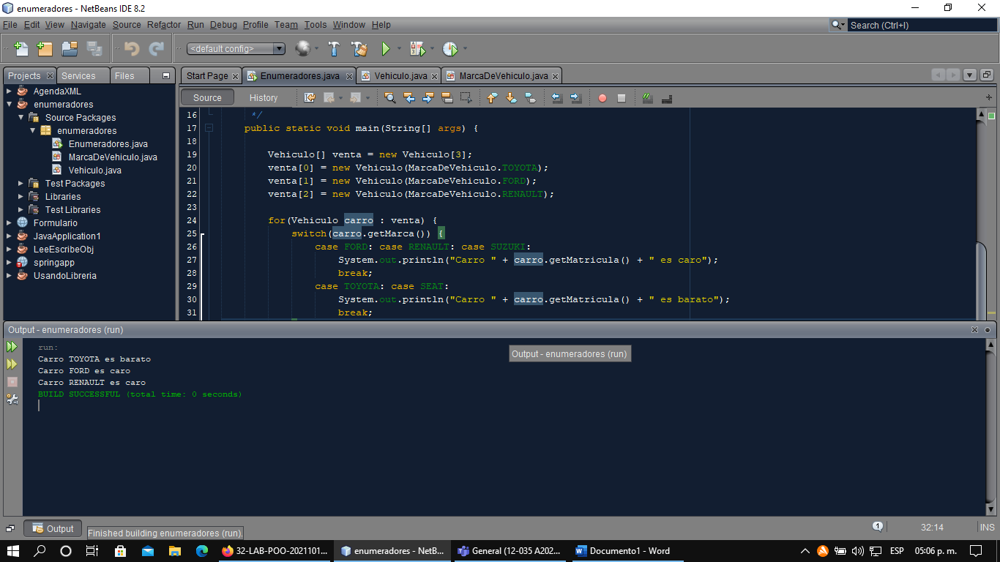 enumeradores - NetBeans IDE 8.2
File Edit View Navigate Source Refactor Run Debug Profile Team Tools Window Help
Search (Ctrl+I)
<default config>
Projects Services Files
Start Page Enumeradores.java Vehiculo.java MarcaDeVehiculo.java
Source History
AgendaXML
enumeradores
Source Packages
enumeradores
Enumeradores.java
MarcaDeVehiculo.java
Vehiculo.java
Test Packages
Libraries
Test Libraries
Formulario
JavaApplication1
LeeEscribeObj
springapp
UsandoLibreria
16 */
17 public static void main(String[] args) {
18
19 Vehiculo[] venta = new Vehiculo[3];
20 venta[0] = new Vehiculo(MarcaDeVehiculo.TOYOTA);
21 venta[1] = new Vehiculo(MarcaDeVehiculo.FORD);
22 venta[2] = new Vehiculo(MarcaDeVehiculo.RENAULT);
23
24 for(Vehiculo carro : venta) {
25 switch(carro.getMarca()) {
26 case FORD: case RENAULT: case SUZUKI:
27 System.out.println("Carro " + carro.getMatricula() + " es caro");
28 break;
29 case TOYOTA: case SEAT:
30 System.out.println("Carro " + carro.getMatricula() + " es barato");
31 break;
Output - enumeradores (run)
Output - enumeradores (run)
run:
Carro TOYOTA es barato
Carro FORD es caro
Carro RENAULT es caro
BUILD SUCCESSFUL (total time: 0 seconds)
Output
Finished building enumeradores (run).
1
32:14 INS
32-LAB-POO-2021101... enumeradores - NetB... General (12-035 A202... Documento1 - Word
ESP 05:06 p. m.